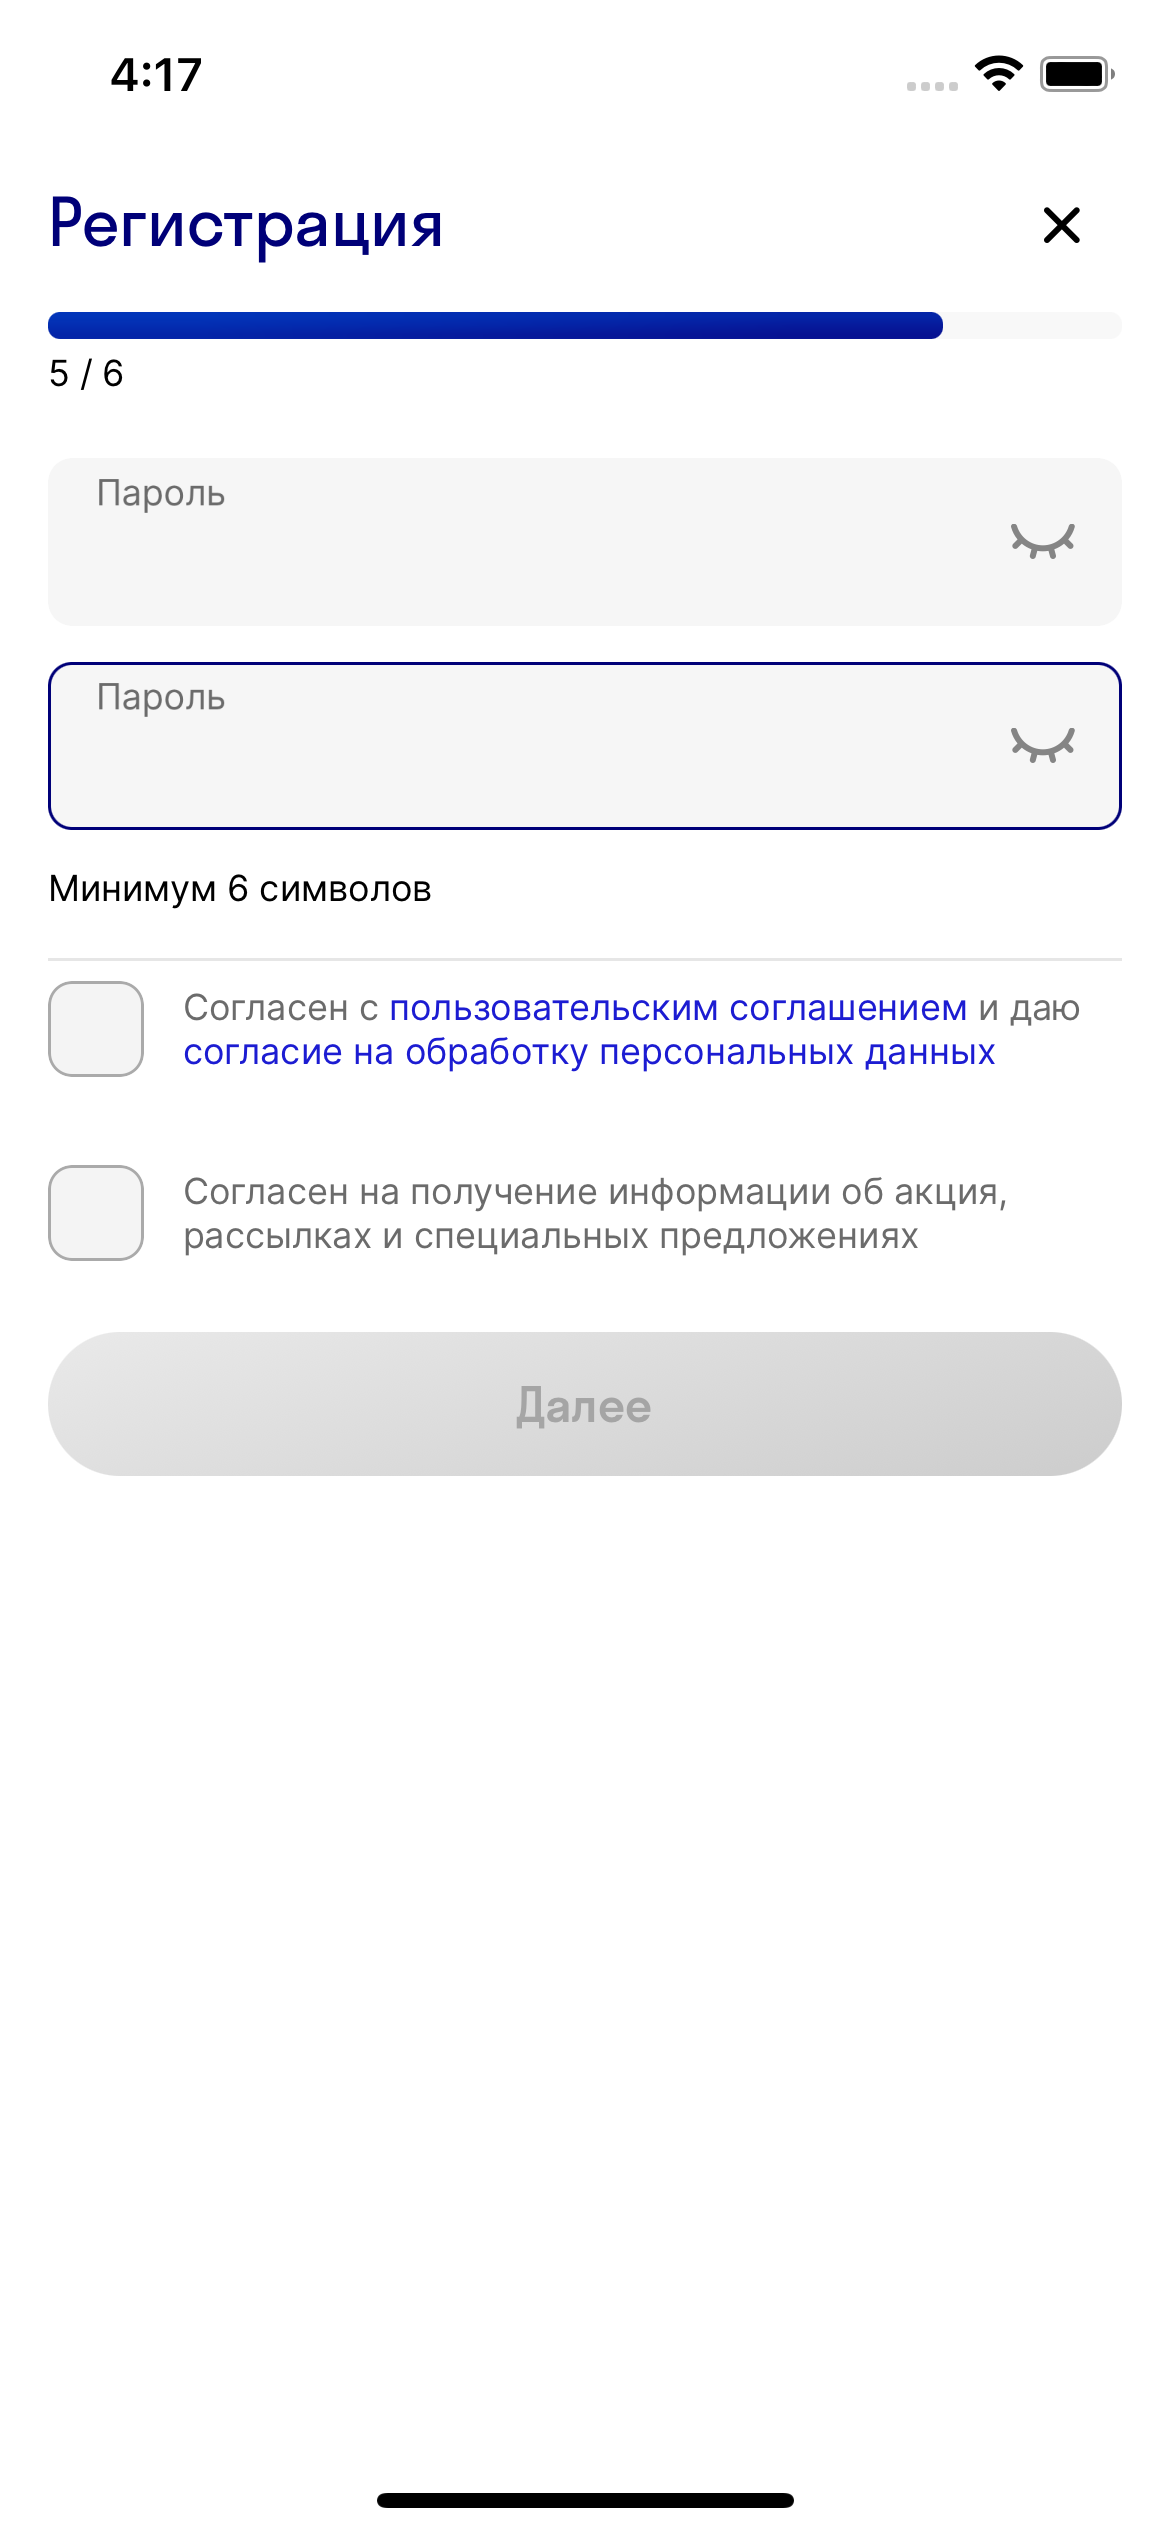 4:17
Регистрация
5 / 6
Пароль
Пароль
Минимум 6 символов
Согласен с пользовательским соглашением и даю
согласие на обработку персональных данных
Согласен на получение информации об акция,
рассылках и специальных предложениях
Далее